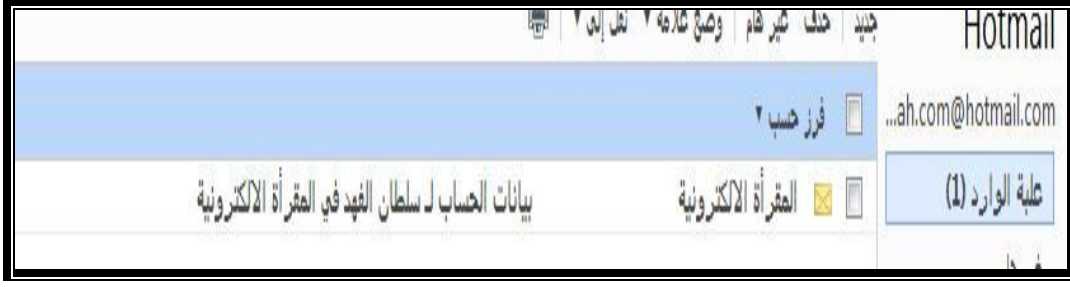 Hotmail
جديد حذف غير هام وضع علامة نقل إلى
...ah.com@hotmail.com
فرز حسب
علبة الوارد (1)
المقرأة الالكترونية بيانات الحساب لـ سلطان الفهد في المقرأة الالكترونية